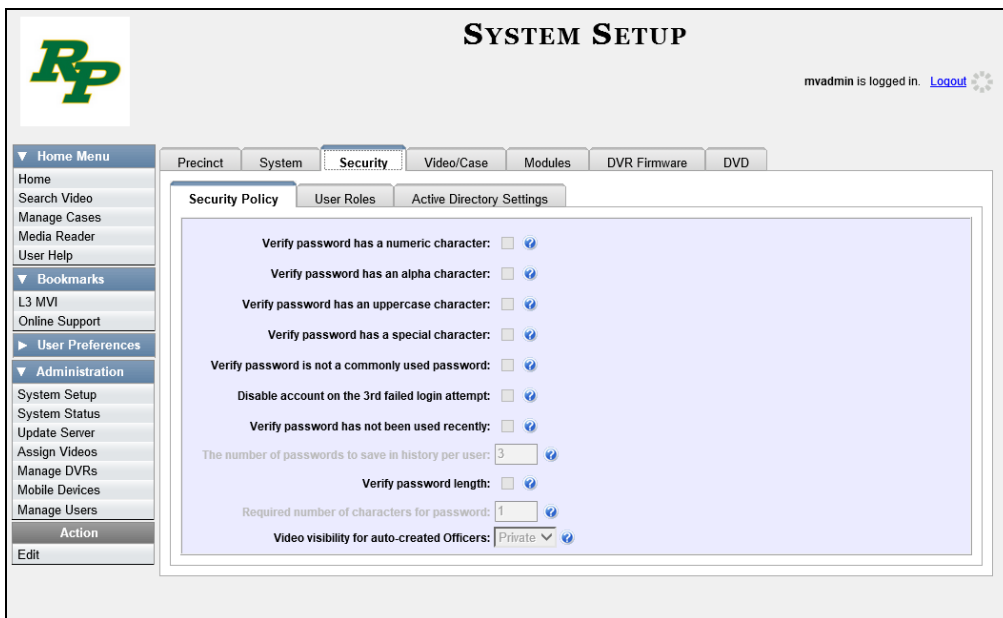 SYSTEM SETUP
RP
mvadmin is logged in. Logout
▼ Home Menu
Home
Search Video
Manage Cases
Media Reader
User Help
▼ Bookmarks
L3 MVI
Online Support
► User Preferences
▼ Administration
System Setup
System Status
Update Server
Assign Videos
Manage DVRs
Mobile Devices
Manage Users
Action
Edit
Precinct System Security Video/Case Modules DVR Firmware DVD
Security Policy User Roles Active Directory Settings
Verify password has a numeric character: ?
Verify password has an alpha character: ?
Verify password has an uppercase character: ?
Verify password has a special character: ?
Verify password is not a commonly used password: ?
Disable account on the 3rd failed login attempt: ?
Verify password has not been used recently: ?
The number of passwords to save in history per user: 3 ?
Verify password length: ?
Required number of characters for password: 1 ?
Video visibility for auto-created Officers: Private ?